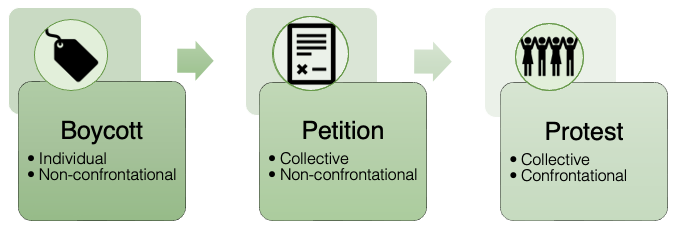 Boycott
• Individual
• Non-confrontational
Petition
• Collective
• Non-confrontational
Protest
• Collective
• Confrontational